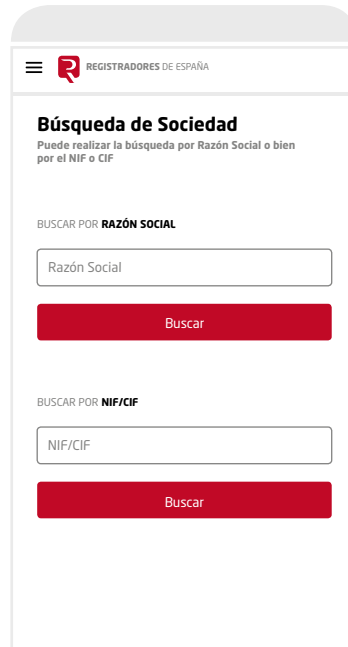 REGISTRADORES DE ESPAÑA
Búsqueda de Sociedad
Puede realizar la búsqueda por Razón Social o bien
por el NIF o CIF
BUSCAR POR RAZÓN SOCIAL
Razón Social
Buscar
BUSCAR POR NIF/CIF
NIF/CIF
Buscar